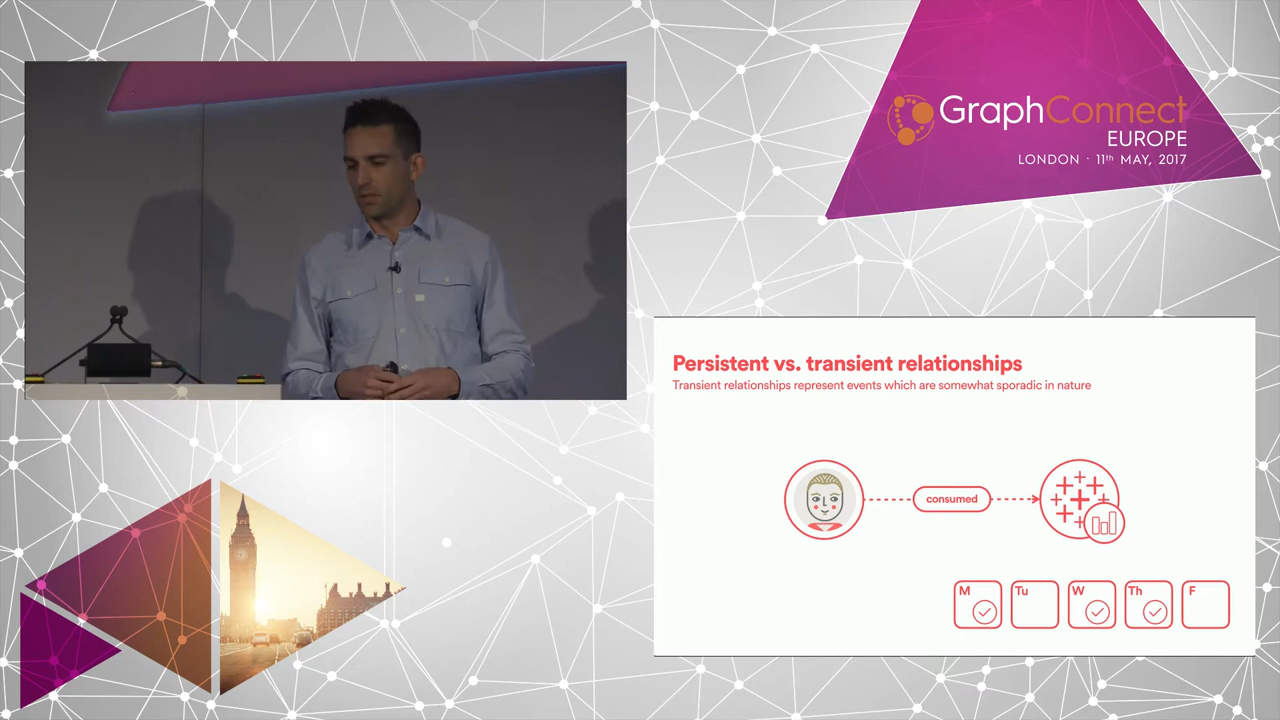 GraphConnect
EUROPE
LONDON · 11th MAY, 2017
Persistent vs. transient relationships
Transient relationships represent events which are somewhat sporadic in nature
consumed
M Tu W Th F